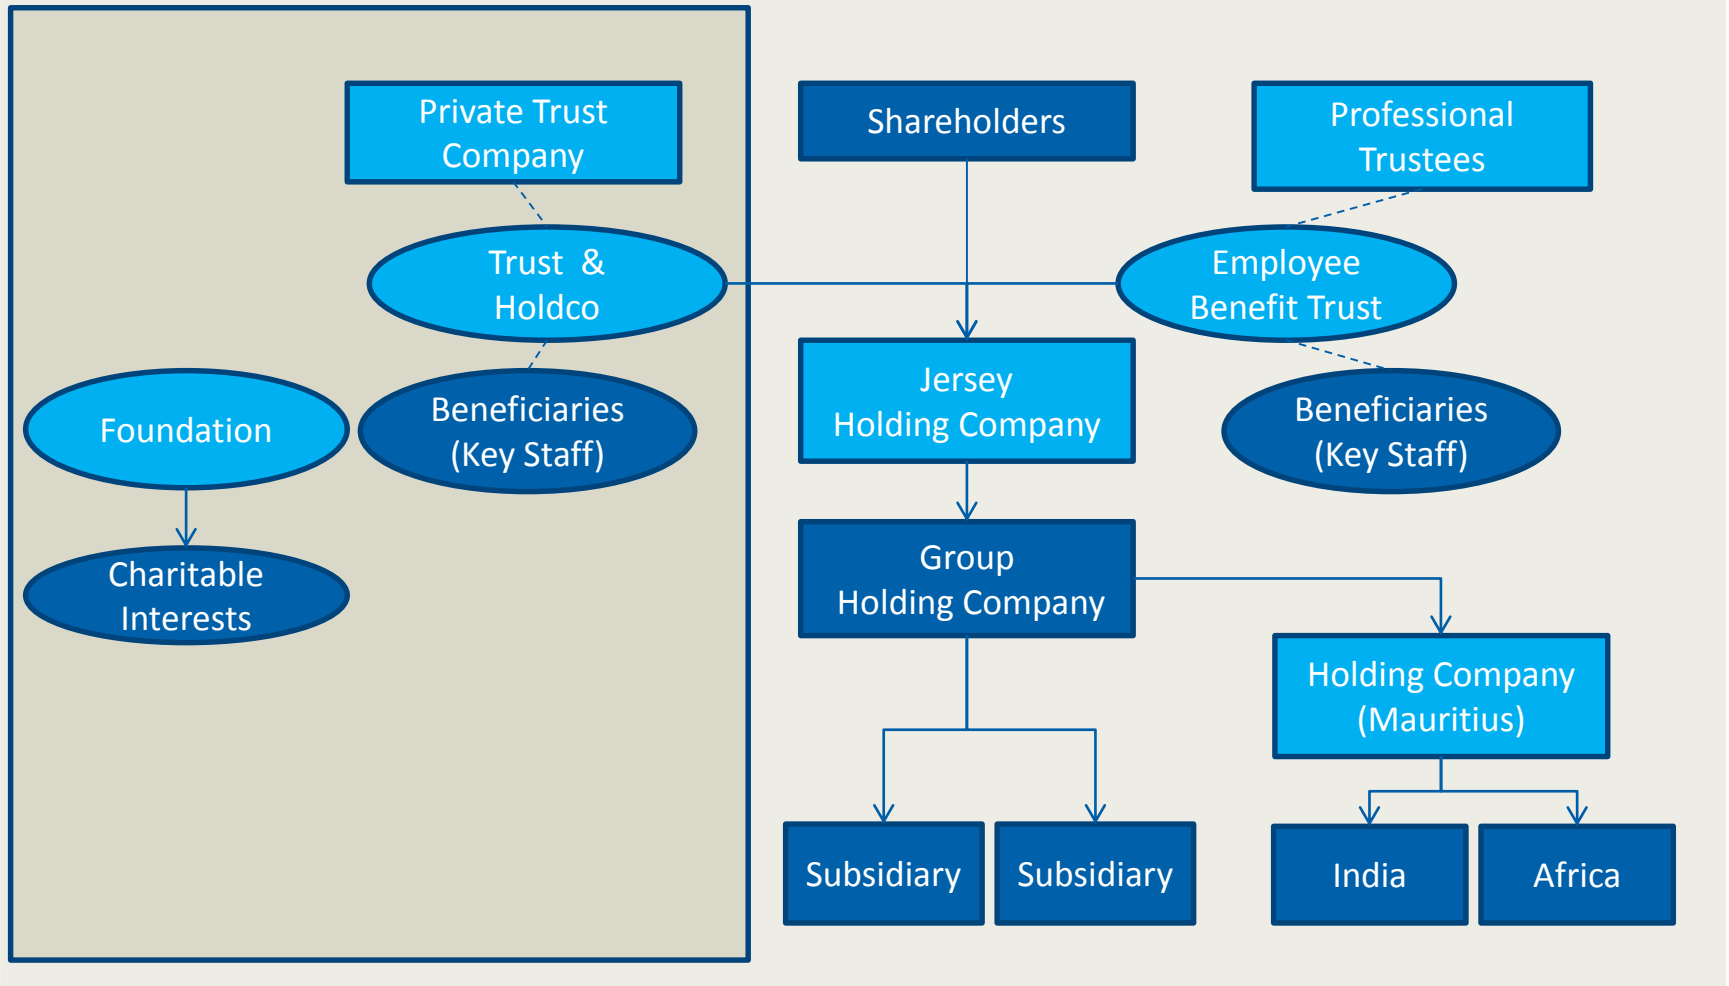 Private Trust
Company
Shareholders
Professional
Trustees
Trust &
Holdco
Employee
Benefit Trust
Foundation
Beneficiaries
(Key Staff)
Jersey
Holding Company
Beneficiaries
(Key Staff)
Charitable
Interests
Group
Holding Company
Holding Company
(Mauritius)
Subsidiary
Subsidiary
India
Africa